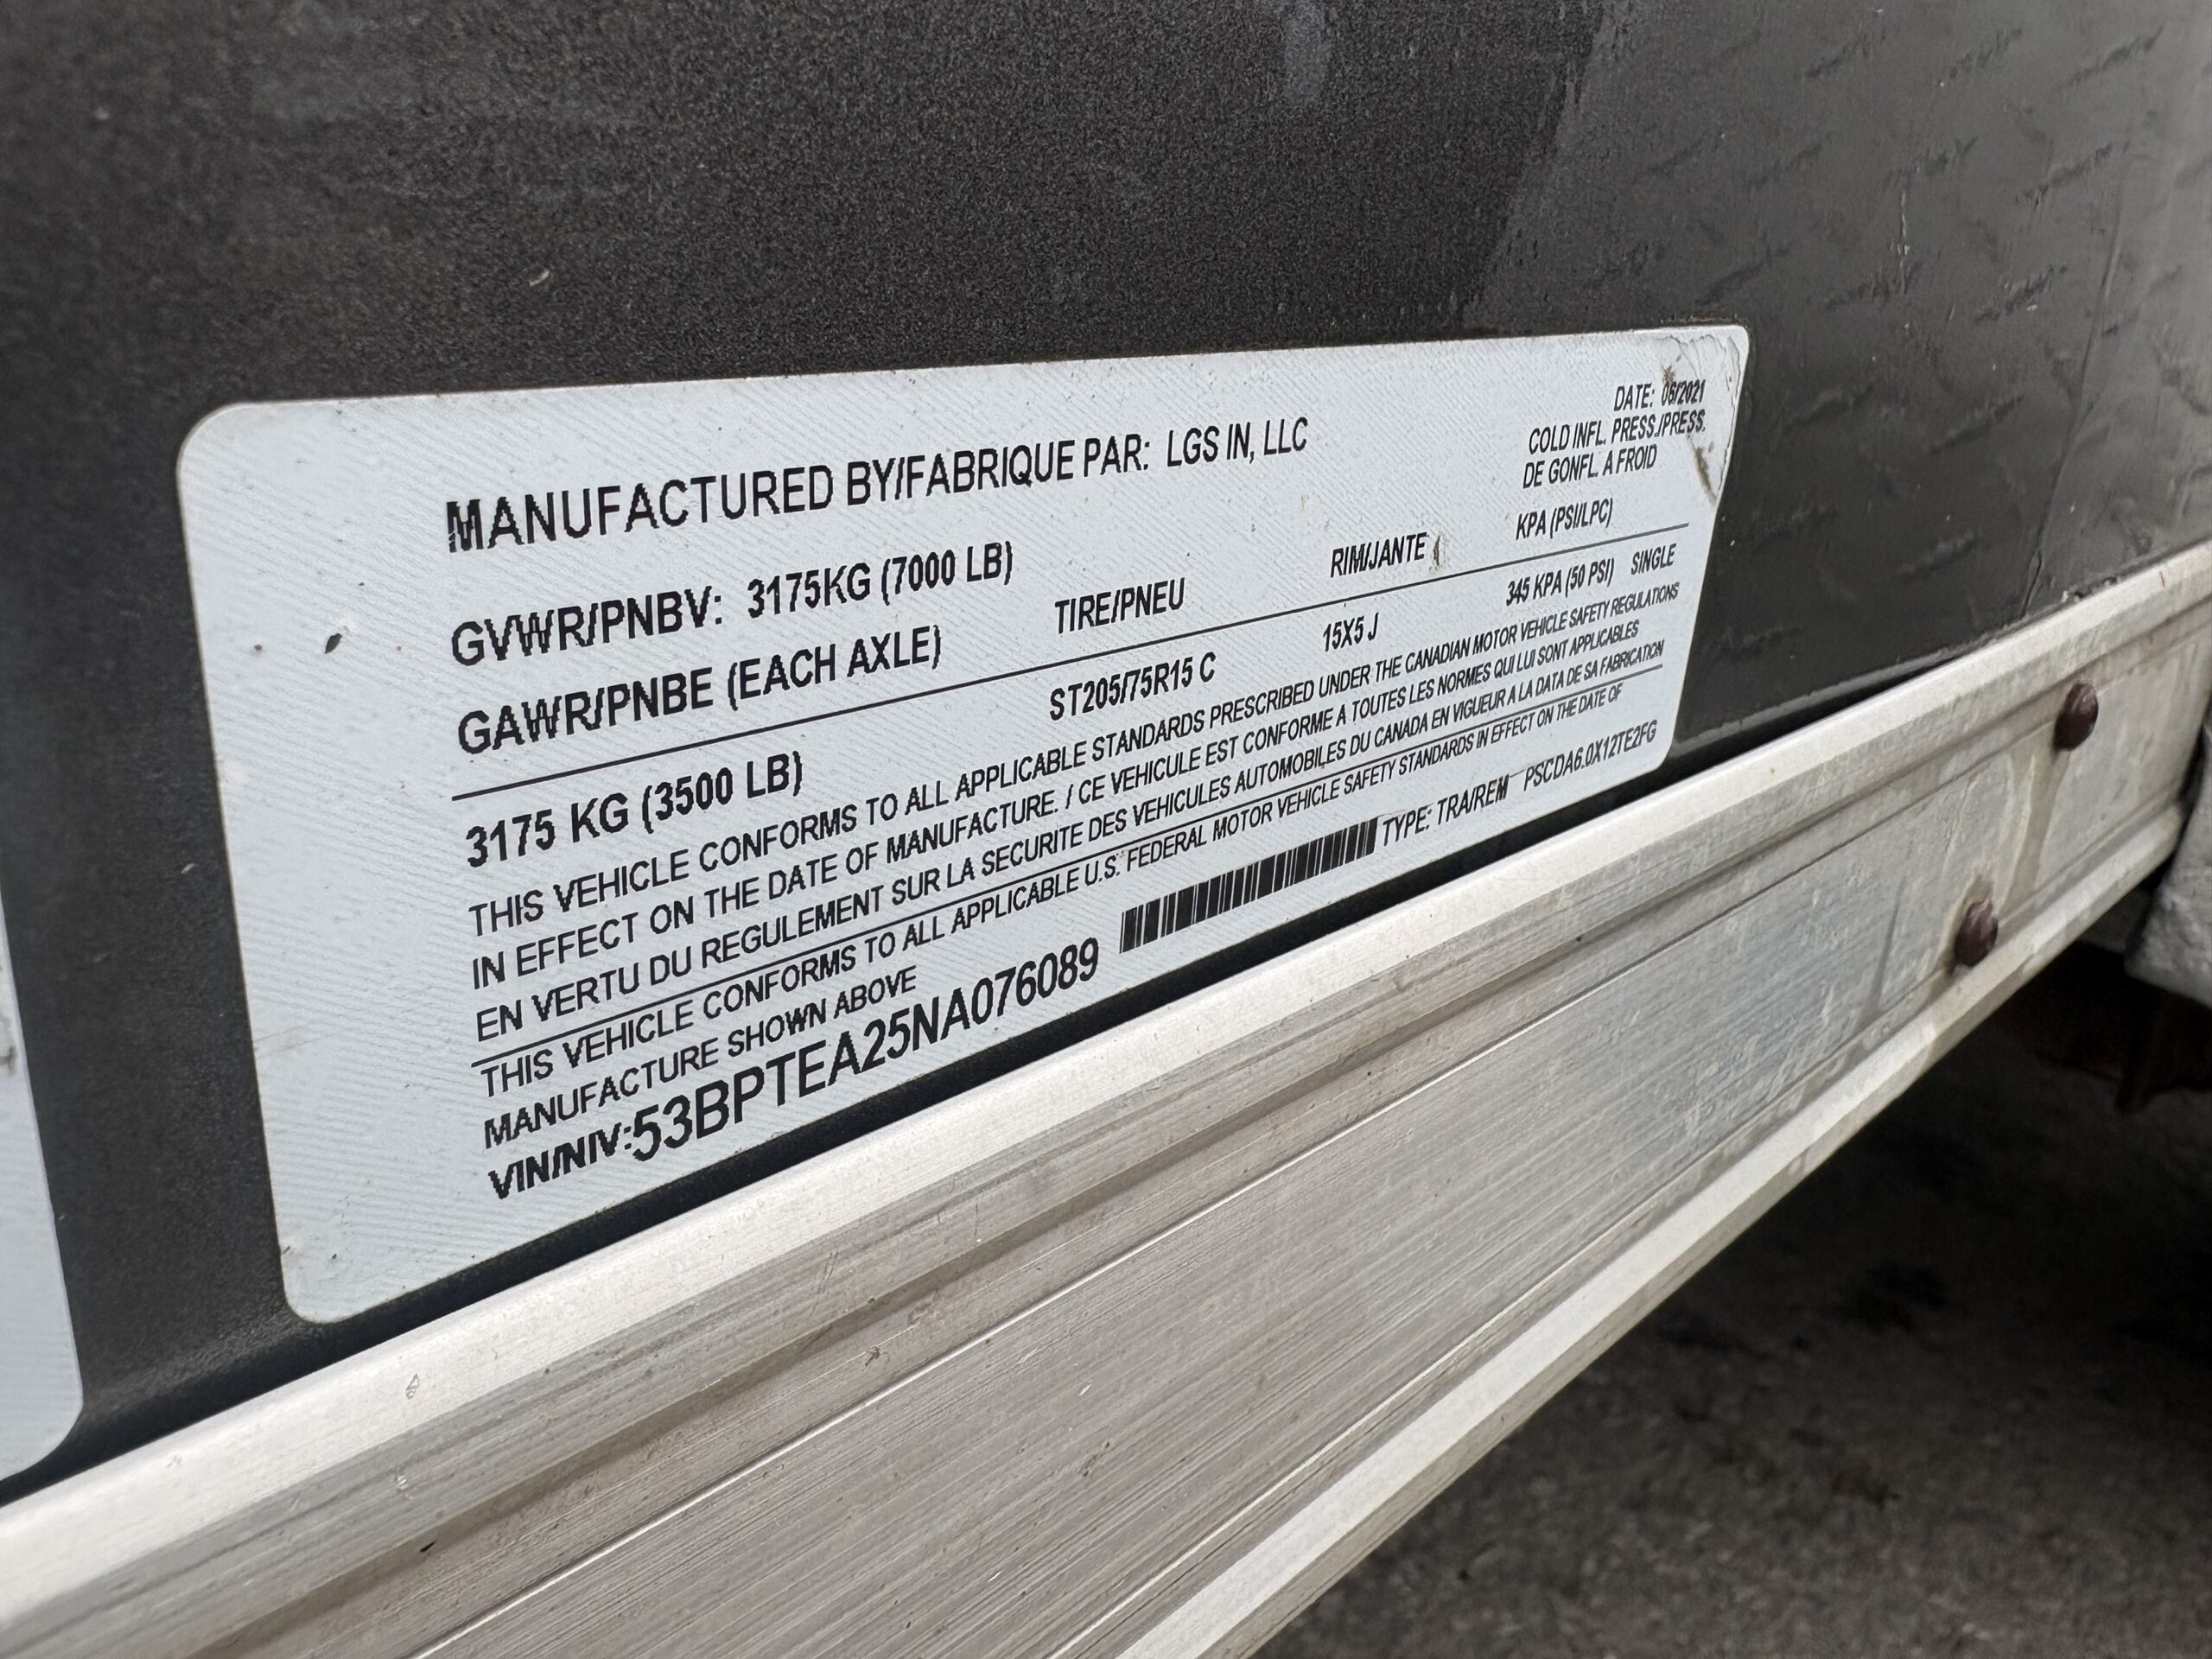 DATE: 06/2021
MANUFACTURED BY/FABRIQUE PAR: LGS IN, LLC
COLD INFL. PRESS./PRESS.
DE GONFL. A FROID
GVWR/PNBV: 3175KG (7000 LB)
KPA (PSI/LPC)
GAWR/PNBE (EACH AXLE) TIRE/PNEU RIM/JANTE
3175 KG (3500 LB) ST205/75R15 C 15X5 J 345 KPA (50 PSI) SINGLE
THIS VEHICLE CONFORMS TO ALL APPLICABLE STANDARDS PRESCRIBED UNDER THE CANADIAN MOTOR VEHICLE SAFETY REGULATIONS
IN EFFECT ON THE DATE OF MANUFACTURE. / CE VEHICULE EST CONFORME A TOUTES LES NORMES QUI LUI SONT APPLICABLES
EN VERTU DU REGULEMENT SUR LA SECURITE DES VEHICULES AUTOMOBILES DU CANADA EN VIGUEUR A LA DATA DE SA FABRICATION
THIS VEHICLE CONFORMS TO ALL APPLICABLE U.S. FEDERAL MOTOR VEHICLE SAFETY STANDARDS IN EFFECT ON THE DATE OF
MANUFACTURE SHOWN ABOVE
VIN/NIV:53BPTEA25NA076089 TYPE: TRA/REM PSCDA6.0X12TE2FG